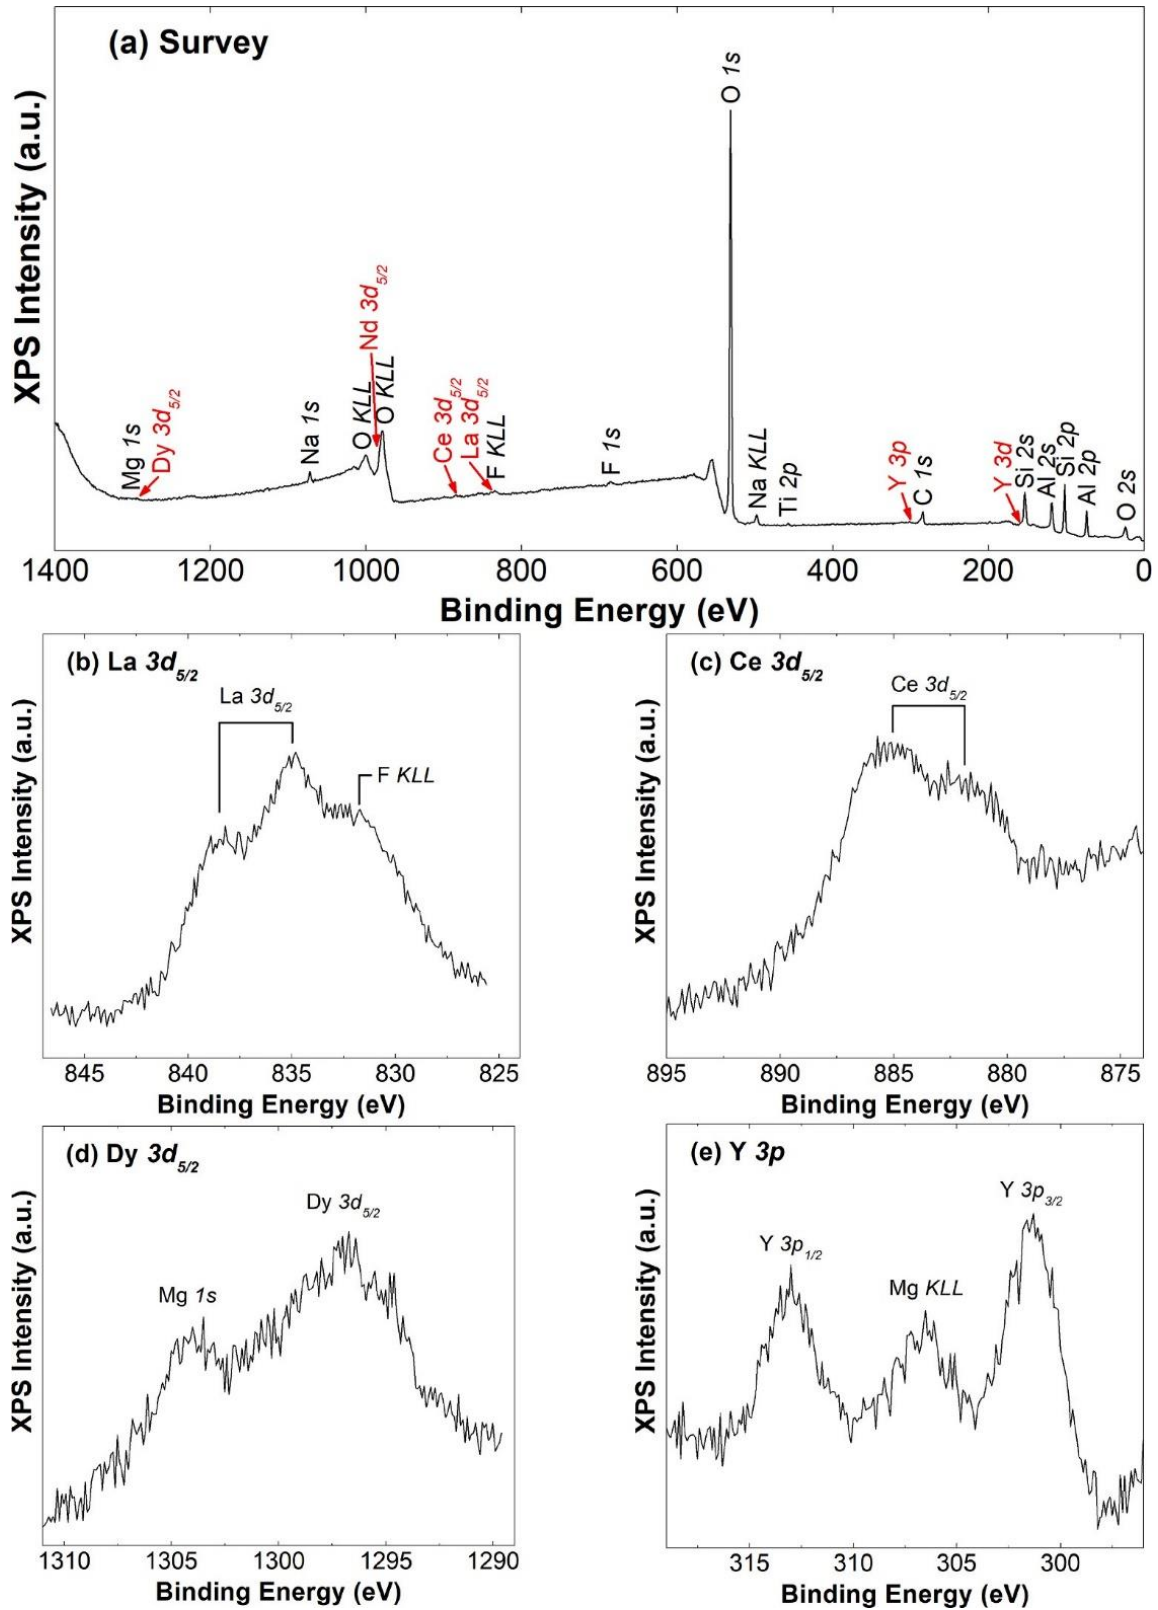 (a) Survey
XPS Intensity (a.u.)
Mg 1s
Dy 3d5/2
Na 1s
O KLL
Nd 3d5/2
O KLL
Ce 3d5/2
La 3d5/2
F KLL
F 1s
O 1s
Na KLL
Ti 2p
Y 3p
C 1s
Y 3d
Si 2s
Al 2s
Si 2p
Al 2p
O 2s
1400 1200 1000 800 600 400 200 0
Binding Energy (eV)
(b) La 3d5/2
XPS Intensity (a.u.)
La 3d5/2
F KLL
845 840 835 830 825
Binding Energy (eV)
(c) Ce 3d5/2
XPS Intensity (a.u.)
Ce 3d5/2
895 890 885 880 875
Binding Energy (eV)
(d) Dy 3d5/2
XPS Intensity (a.u.)
Dy 3d5/2
Mg 1s
1310 1305 1300 1295 1290
Binding Energy (eV)
(e) Y 3p
XPS Intensity (a.u.)
Y 3p3/2
Y 3p1/2
Mg KLL
315 310 305 300
Binding Energy (eV)